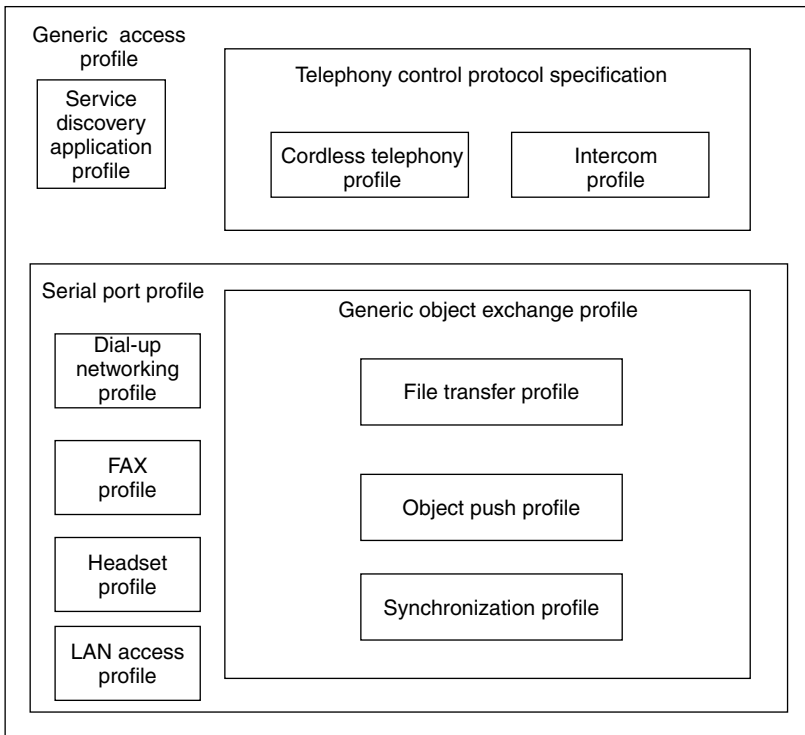 Generic access
profile
Service
discovery
application
profile
Telephony control protocol specification
Cordless telephony
profile
Intercom
profile
Serial port profile
Dial-up
networking
profile
FAX
profile
Headset
profile
LAN access
profile
Generic object exchange profile
File transfer profile
Object push profile
Synchronization profile